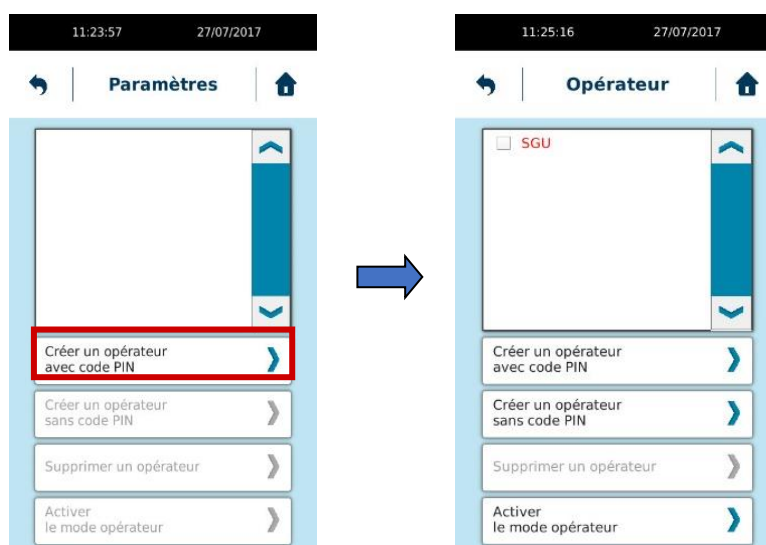 11:23:57 27/07/2017
Paramètres
Créer un opérateur
avec code PIN
Créer un opérateur
sans code PIN
Supprimer un opérateur
Activer
le mode opérateur
11:25:16 27/07/2017
Opérateur
SGU
Créer un opérateur
avec code PIN
Créer un opérateur
sans code PIN
Supprimer un opérateur
Activer
le mode opérateur